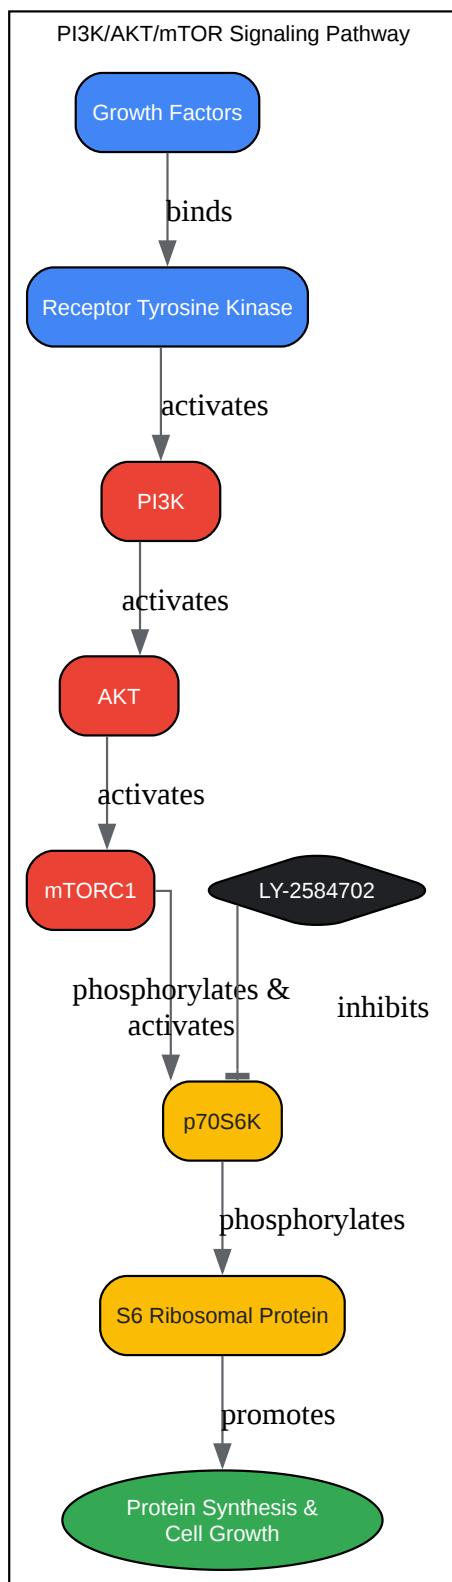 PI3K/AKT/mTOR Signaling Pathway
Growth Factors
binds
Receptor Tyrosine Kinase
activates
PI3K
activates
AKT
activates
mTORC1
LY-2584702
phosphorylates &
activates
inhibits
p70S6K
phosphorylates
S6 Ribosomal Protein
promotes
Protein Synthesis &
Cell Growth